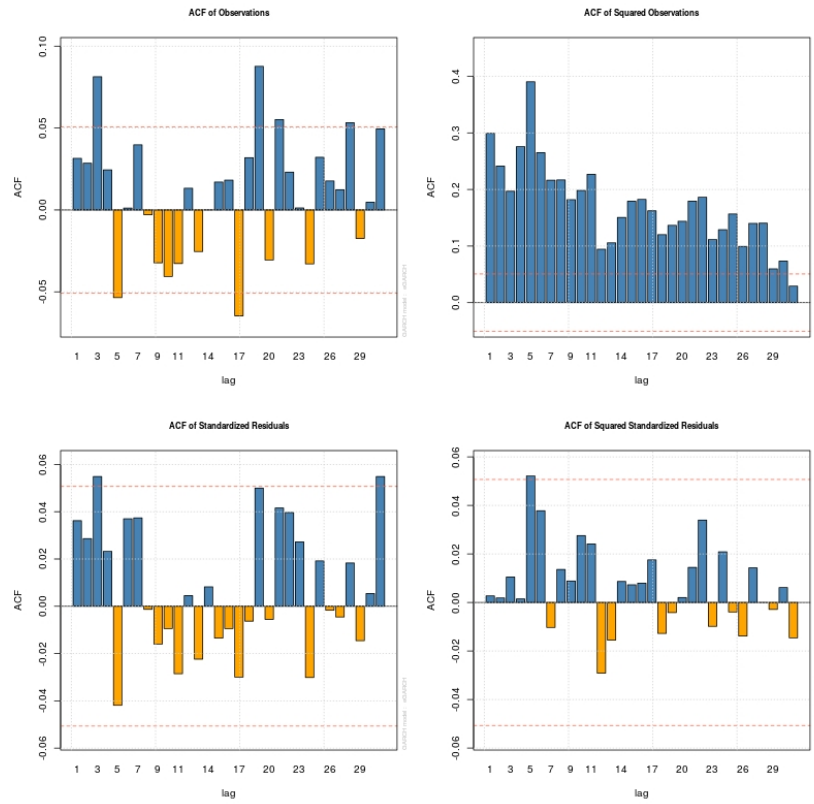 ACF of Observations
ACF
0.10
0.05
0.00
-0.05
1 3 5 7 9 11 14 17 20 23 26 29
lag
GARCH model : eGARCH
ACF of Squared Observations
ACF
0.4
0.3
0.2
0.1
0.0
1 3 5 7 9 11 14 17 20 23 26 29
lag
ACF of Standardized Residuals
ACF
0.06
0.04
0.02
0.00
-0.02
-0.04
-0.06
1 3 5 7 9 11 14 17 20 23 26 29
lag
GARCH model : eGARCH
ACF of Squared Standardized Residuals
ACF
0.06
0.04
0.02
0.00
-0.02
-0.04
-0.06
1 3 5 7 9 11 14 17 20 23 26 29
lag